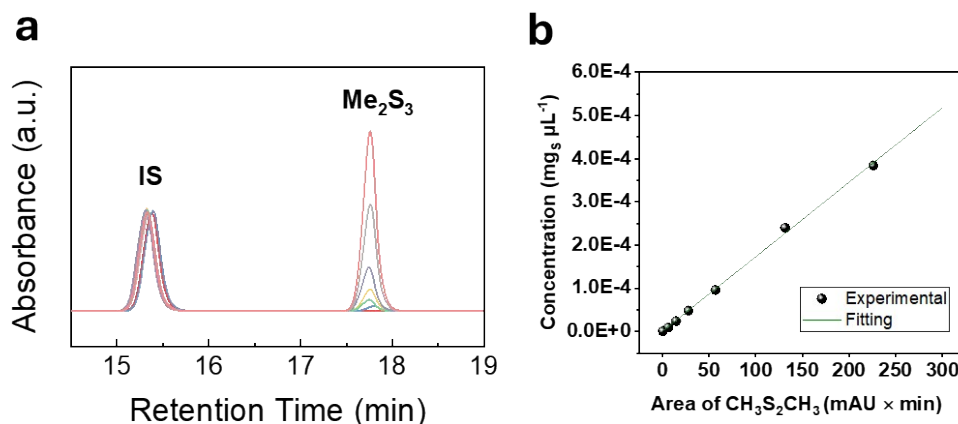 a
Absorbance (a.u.)
IS
Me₂S₃
15 16 17 18 19
Retention Time (min)
b
Concentration (mgₛ µL⁻¹)
6.0E-4
5.0E-4
4.0E-4
3.0E-4
2.0E-4
1.0E-4
0.0E+0
Experimental
Fitting
0 50 100 150 200 250 300
Area of CH₃S₂CH₃ (mAU × min)